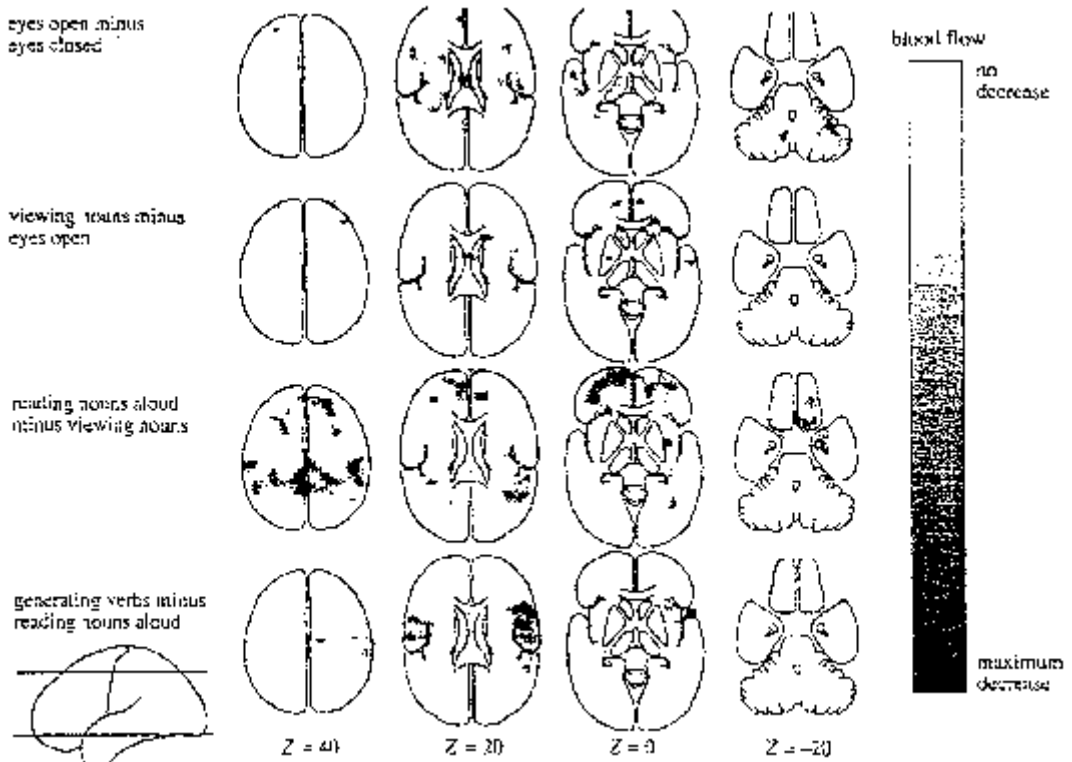 eyes open minus
eyes closed
blood flow
no
decrease
viewing nouns minus
eyes open
reading nouns aloud
minus viewing nouns
generating verbs minus
reading nouns aloud
maximum
decrease
Z = 40
Z = 20
Z = 0
Z = -20